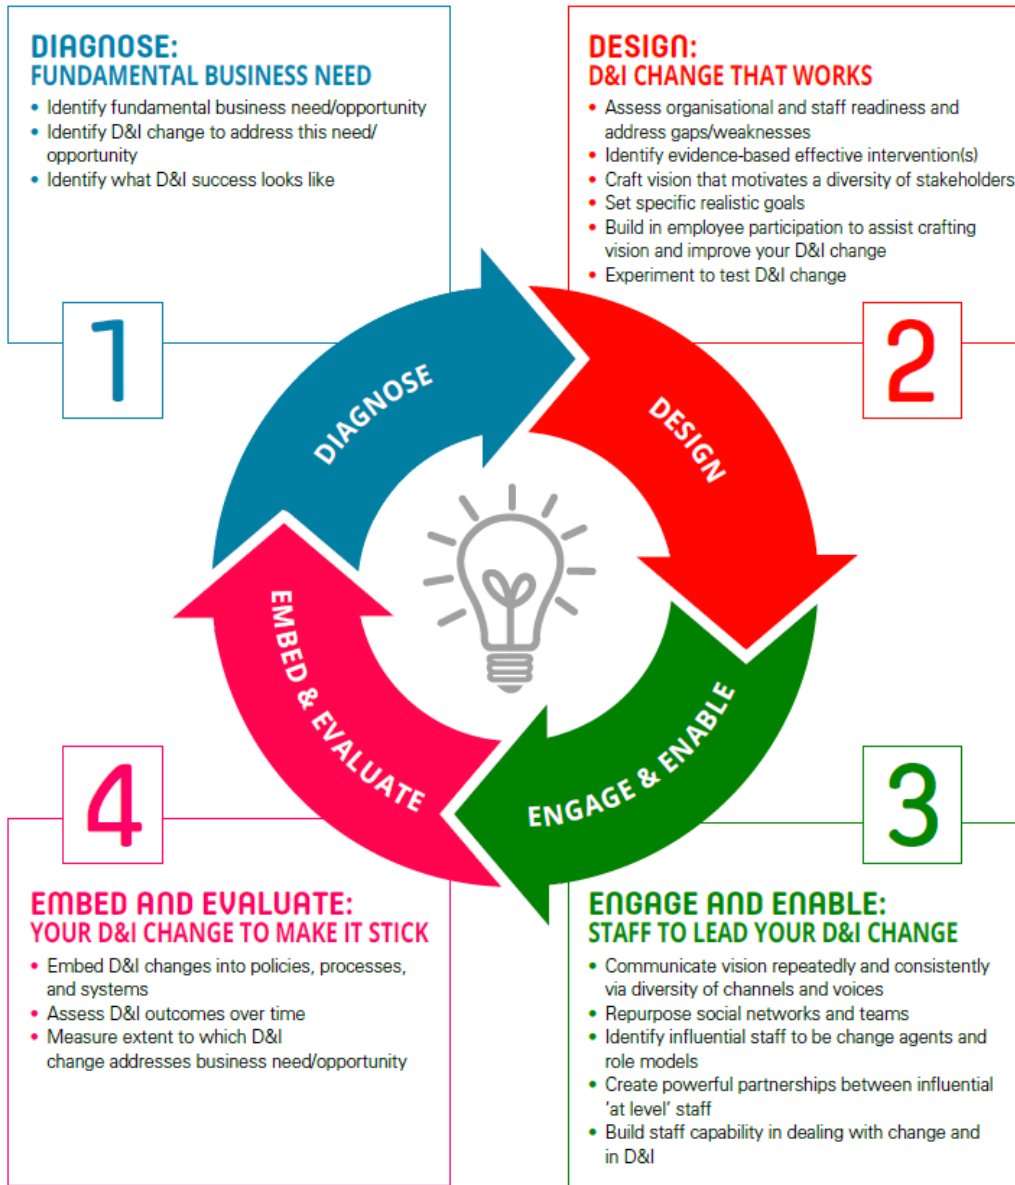 DIAGNOSE:
FUNDAMENTAL BUSINESS NEED
• Identify fundamental business need/opportunity
• Identify D&I change to address this need/
opportunity
• Identify what D&I success looks like
1
DESIGN:
D&I CHANGE THAT WORKS
• Assess organisational and staff readiness and
address gaps/weaknesses
• Identify evidence-based effective intervention(s)
• Craft vision that motivates a diversity of stakeholders
• Set specific realistic goals
• Build in employee participation to assist crafting
vision and improve your D&I change
• Experiment to test D&I change
2
DIAGNOSE
DESIGN
ENGAGE & ENABLE
EMBED & EVALUATE
3
ENGAGE AND ENABLE:
STAFF TO LEAD YOUR D&I CHANGE
• Communicate vision repeatedly and consistently
via diversity of channels and voices
• Repurpose social networks and teams
• Identify influential staff to be change agents and
role models
• Create powerful partnerships between influential
'at level' staff
• Build staff capability in dealing with change and
in D&I
4
EMBED AND EVALUATE:
YOUR D&I CHANGE TO MAKE IT STICK
• Embed D&I changes into policies, processes,
and systems
• Assess D&I outcomes over time
• Measure extent to which D&I
change addresses business need/opportunity